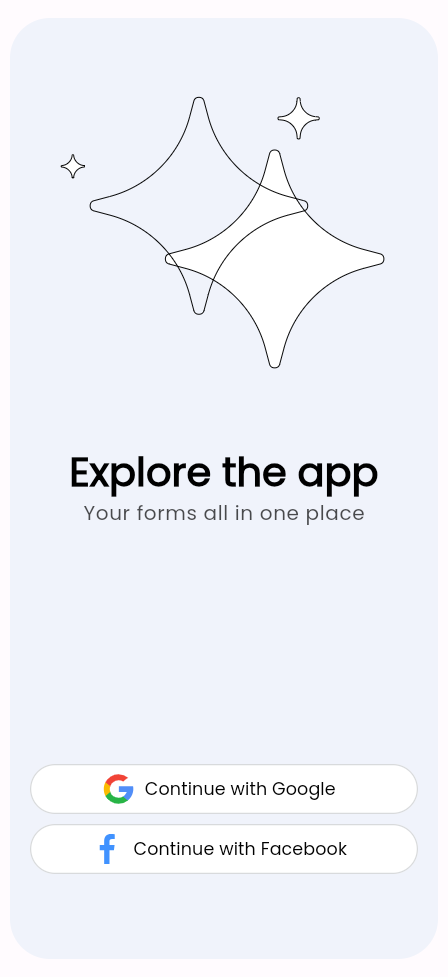 Explore the app
Your forms all in one place
Continue with Google
Continue with Facebook